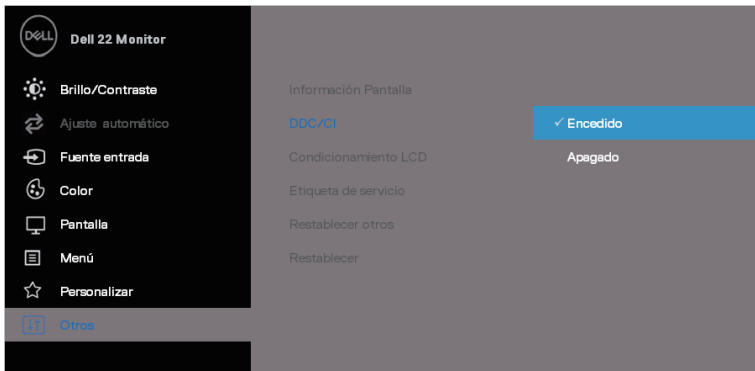 DELL
Dell 22 Monitor
Brillo/Contraste
Ajuste automático
Fuente entrada
Color
Pantalla
Menú
Personalizar
Otros
Información Pantalla
DDC/CI
Condicionamiento LCD
Etiqueta de servicio
Restablecer otros
Restablecer
✓ Encedido
Apagado